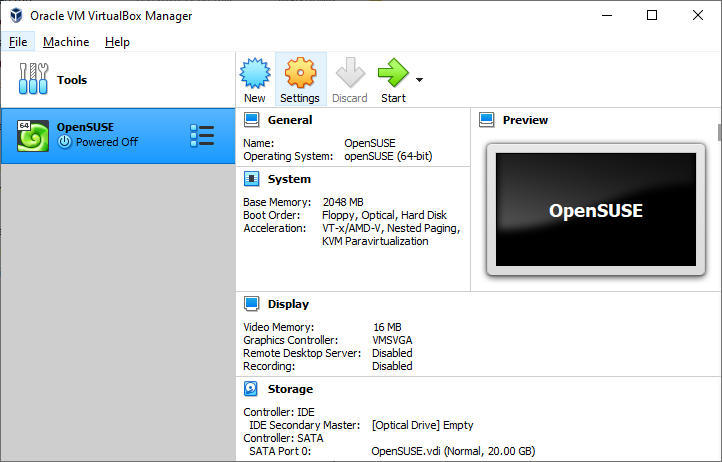 Oracle VM VirtualBox Manager
File Machine Help
Tools
New Settings Discard Start
64
OpenSUSE
Powered Off
General
Name: OpenSUSE
Operating System: openSUSE (64-bit)
System
Base Memory: 2048 MB
Boot Order: Floppy, Optical, Hard Disk
Acceleration: VT-x/AMD-V, Nested Paging,
KVM Paravirtualization
Preview
OpenSUSE
Display
Video Memory: 16 MB
Graphics Controller: VMSVGA
Remote Desktop Server: Disabled
Recording: Disabled
Storage
Controller: IDE
IDE Secondary Master: [Optical Drive] Empty
Controller: SATA
SATA Port 0: OpenSUSE.vdi (Normal, 20.00 GB)